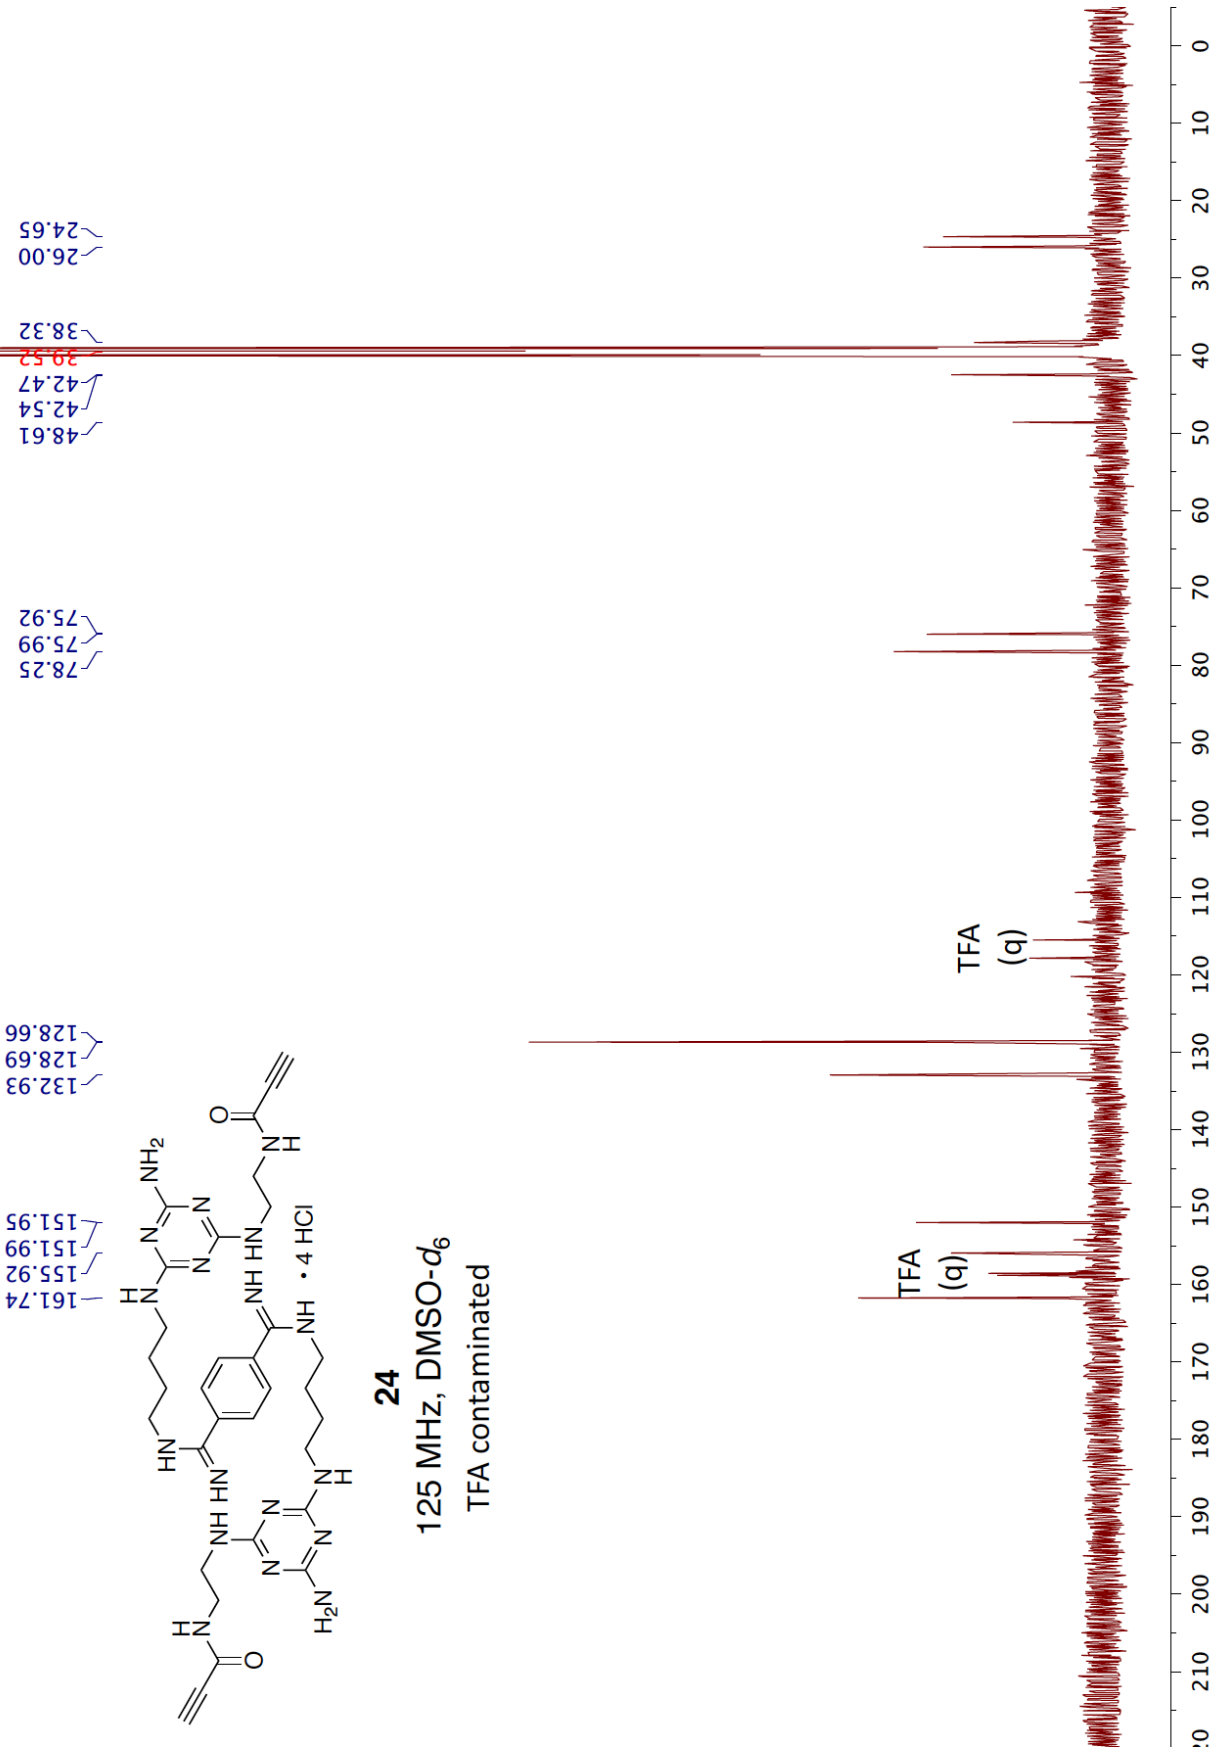 24.65
26.00
38.32
39.52
42.47
42.54
48.61
75.92
75.99
78.25
128.66
128.69
132.93
151.95
151.99
155.92
161.74
O
N
H
NH2
N
N
N
H
N
HN
NH
• 4 HCl
N
H
NH
HN
HN
N
NH
N
H
N
N
N
H2N
H
N
O
24
125 MHz, DMSO-d6
TFA contaminated
TFA
(q)
TFA
(q)
0
10
20
30
40
50
60
70
80
90
100
110
120
130
140
150
160
170
180
190
200
210